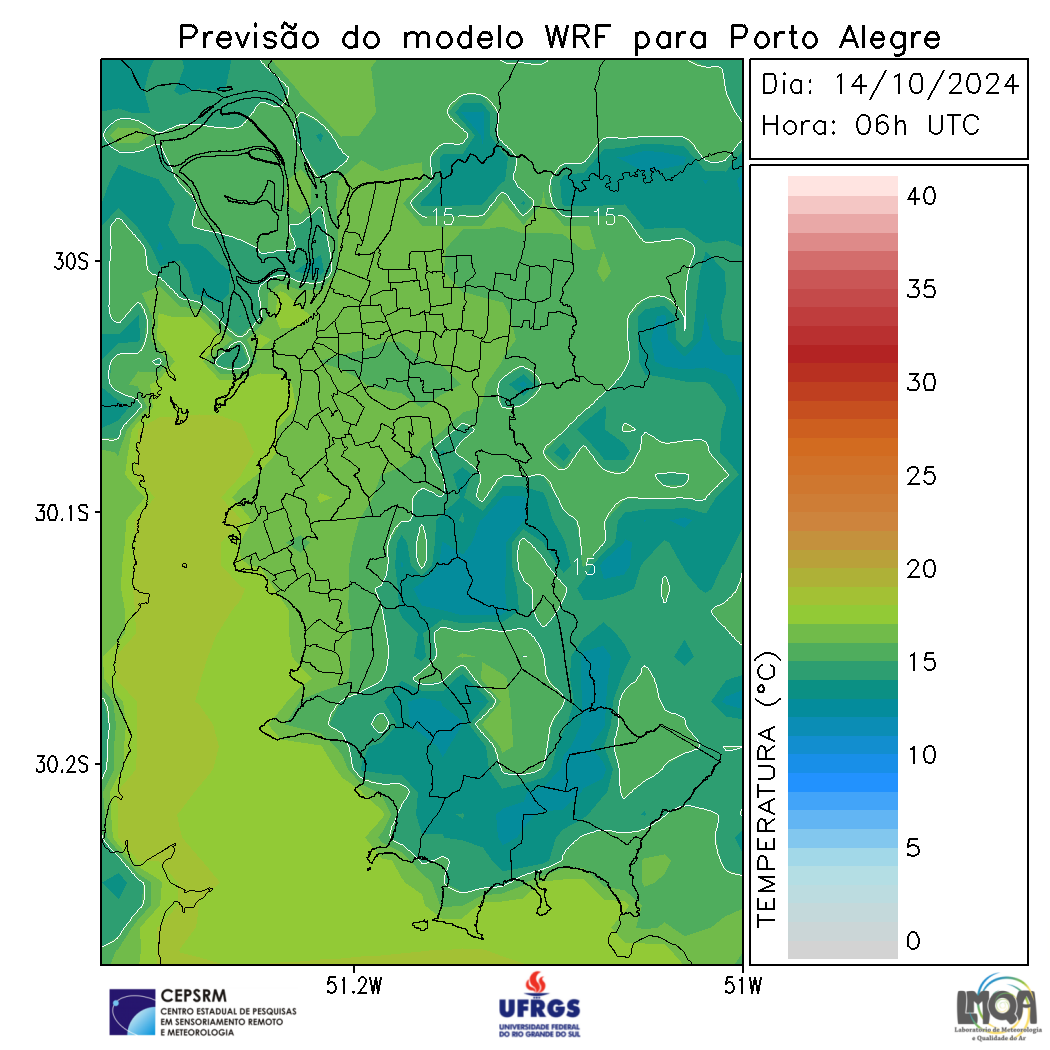 Previsão do modelo WRF para Porto Alegre
Dia: 14/10/2024
Hora: 06h UTC
40
35
30
25
20
15
10
5
0
TEMPERATURA (°C)
30S
30.1S
30.2S
51.2W
51W
15
15
15
CEPSRM
CENTRO ESTADUAL DE PESQUISAS
EM SENSORIAMENTO REMOTO
E METEOROLOGIA
UFRGS
UNIVERSIDADE FEDERAL
DO RIO GRANDE DO SUL
LMQA
Laboratório de Meteorologia
e Qualidade do Ar